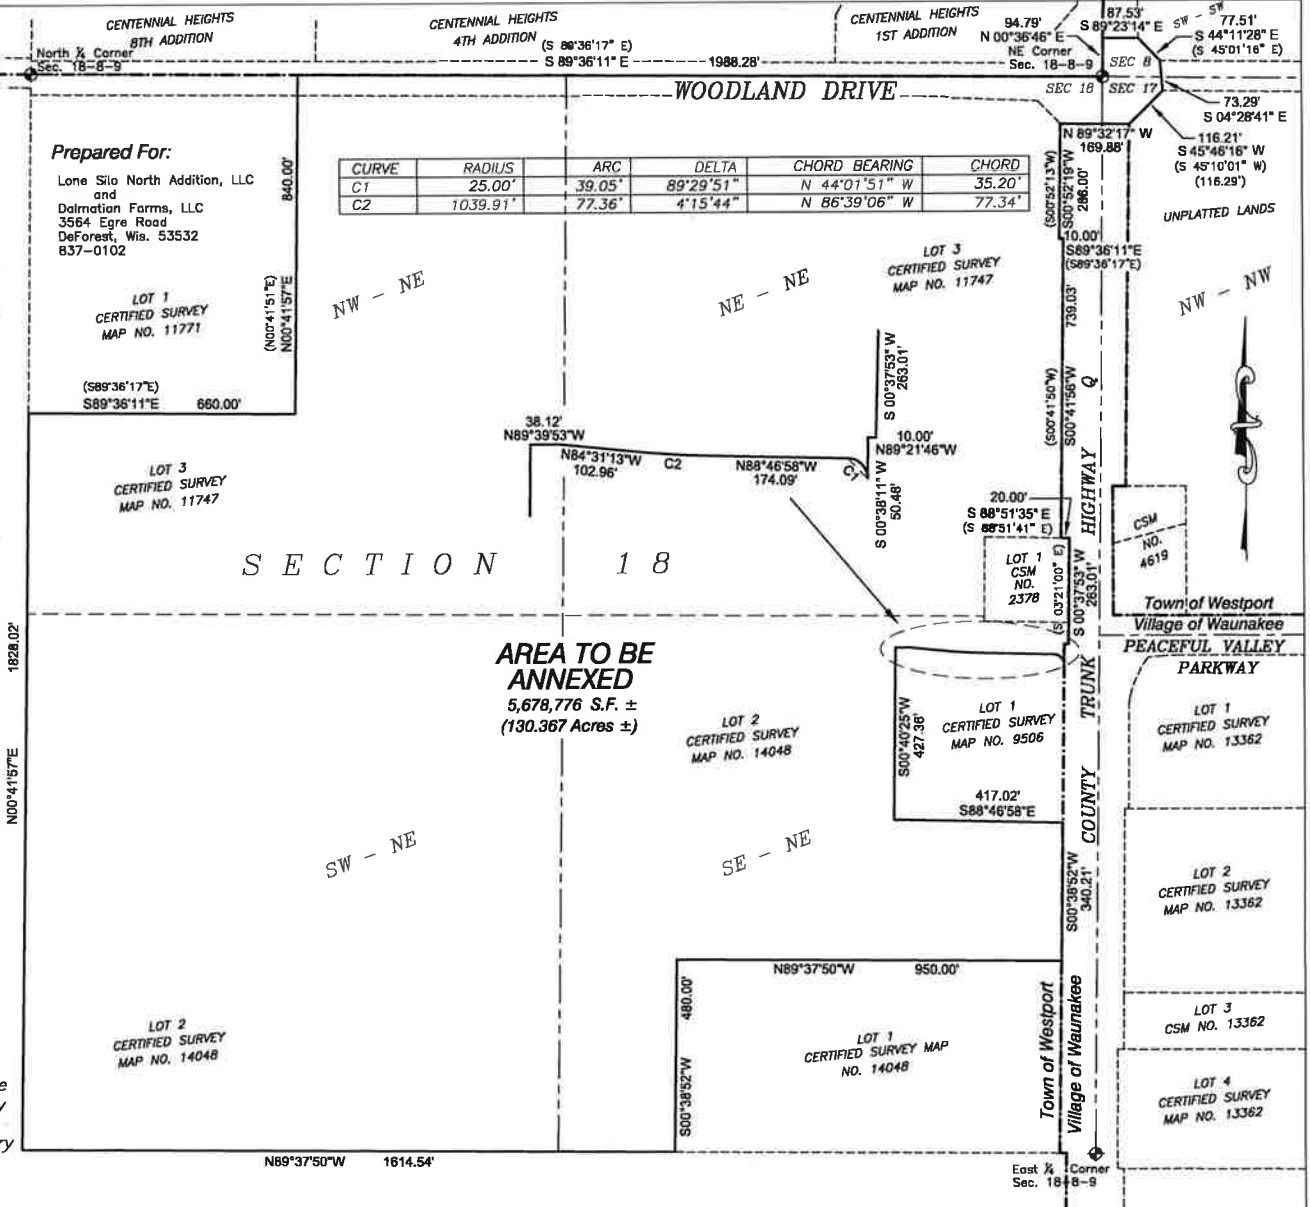 CENTENNIAL HEIGHTS
8TH ADDITION
CENTENNIAL HEIGHTS
4TH ADDITION
(S 89°36'17" E)
S 89°36'11" E
1988.28'
CENTENNIAL HEIGHTS
1ST ADDITION
94.79'
N 00°36'46" E
NE Corner
Sec. 18-8-9
87.53'
S 89°23'14" E
SW - SW
77.51'
S 44°11'28" E
(S 45°01'16" E)
North ¼ Corner
Sec. 18-8-9
SEC 8
SEC 18
SEC 17
WOODLAND DRIVE
73.29'
S 04°28'41" E
N 89°32'17" W
169.88'
116.21'
S 45°46'16" W
(S 45°10'01" W)
(116.29')
UNPLATTED LANDS
Prepared For:
Lone Silo North Addition, LLC
and
Dalmatian Farms, LLC
3564 Egre Road
DeForest, Wis. 53532
837-0102
840.00'
(N00°41'51"E)
N00°41'57"E
CURVE RADIUS ARC DELTA CHORD BEARING CHORD
C1 25.00' 39.05' 89°29'51" N 44°01'51" W 35.20'
C2 1039.91' 77.36' 4°15'44" N 86°39'06" W 77.34'
(S00°52'13"W)
S00°52'19"W
286.00'
10.00'
S89°36'11"E
(S89°36'17"E)
LOT 1
CERTIFIED SURVEY
MAP NO. 11771
NW - NE
NE - NE
LOT 3
CERTIFIED SURVEY
MAP NO. 11747
NW - NW
739.03'
(S00°41'50"W)
S00°41'56"W
(S89°36'17"E)
S89°36'11"E
660.00'
S 00°37'53" W
263.01'
38.12'
N89°39'53"W
N84°31'13"W
102.96'
C2
N88°46'58"W
174.09'
C1
10.00'
N89°21'46"W
S 00°38'11" W
50.48'
LOT 3
CERTIFIED SURVEY
MAP NO. 11747
20.00'
S 88°51'35" E
(S 88°51'41" E)
COUNTY TRUNK HIGHWAY Q
CSM
NO.
4619
SECTION 18
LOT 1
CSM
NO.
2378
(S 03°21'00" E)
S 00°37'53" W
263.01'
Town of Westport
Village of Waunakee
PEACEFUL VALLEY
PARKWAY
1828.02'
N00°41'57"E
AREA TO BE
ANNEXED
5,678,776 S.F. ±
(130.367 Acres ±)
LOT 2
CERTIFIED SURVEY
MAP NO. 14048
S00°40'25"W
427.36'
LOT 1
CERTIFIED SURVEY
MAP NO. 9506
LOT 1
CERTIFIED SURVEY
MAP NO. 13362
417.02'
S88°46'58"E
SW - NE
SE - NE
S00°38'52"W
340.21'
LOT 2
CERTIFIED SURVEY
MAP NO. 13362
N89°37'50"W
950.00'
480.00'
S00°38'52"W
LOT 1
CERTIFIED SURVEY MAP
NO. 14048
LOT 2
CERTIFIED SURVEY
MAP NO. 14048
Town of Westport
Village of Waunakee
LOT 3
CSM NO. 13362
LOT 4
CERTIFIED SURVEY
MAP NO. 13362
N89°37'50"W
1614.54'
East ¼ Corner
Sec. 18-8-9